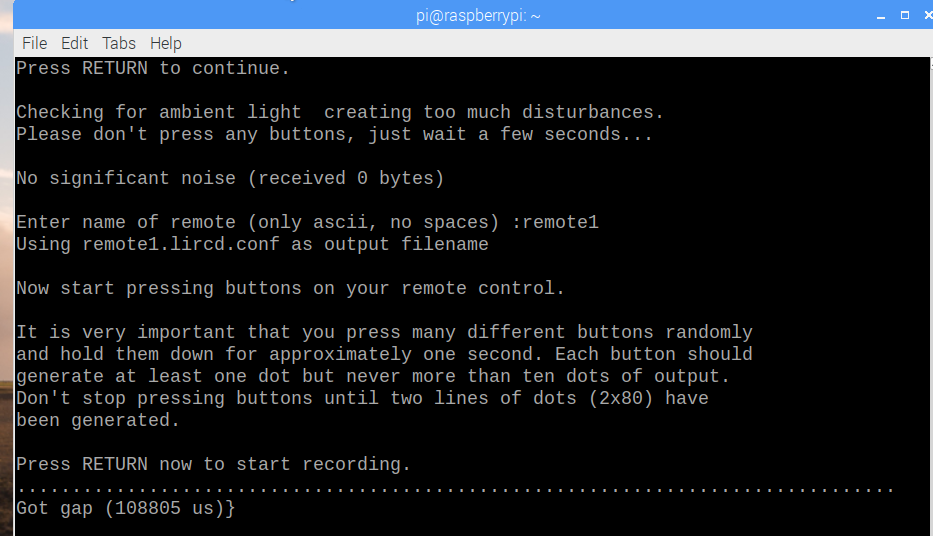 pi@raspberrypi: ~
File Edit Tabs Help
Press RETURN to continue.
Checking for ambient light  creating too much disturbances.
Please don't press any buttons, just wait a few seconds...
No significant noise (received 0 bytes)
Enter name of remote (only ascii, no spaces) :remote1
Using remote1.lircd.conf as output filename
Now start pressing buttons on your remote control.
It is very important that you press many different buttons randomly
and hold them down for approximately one second. Each button should
generate at least one dot but never more than ten dots of output.
Don't stop pressing buttons until two lines of dots (2x80) have
been generated.
Press RETURN now to start recording.
................................................................................
Got gap (108805 us)}